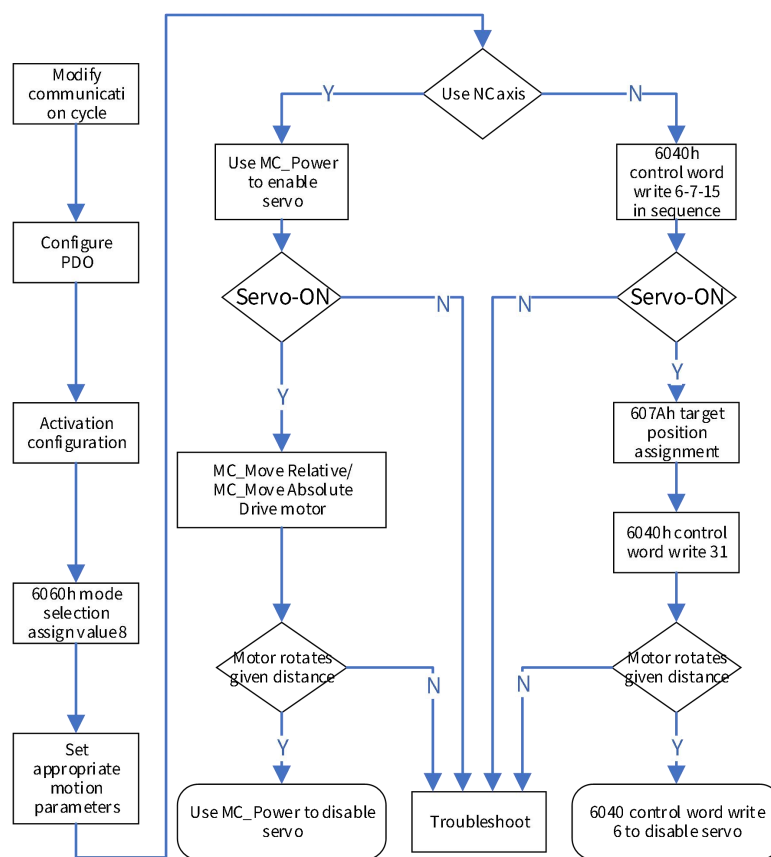 Modify
communicati
on cycle
Configure
PDO
Activation
configuration
6060h mode
selection
assign value 8
Set
appropriate
motion
parameters
Use NC axis
Y
N
Use MC_Power
to enable
servo
Servo-ON
N
Y
MC_Move Relative/
MC_Move Absolute
Drive motor
Motor rotates
given distance
N
Y
Use MC_Power to disable
servo
6040h
control word
write 6-7-15
in sequence
Servo-ON
N
Y
607Ah target
position
assignment
6040h control
word write 31
Motor rotates
given distance
N
Y
6040 control word write
6 to disable servo
Troubleshoot